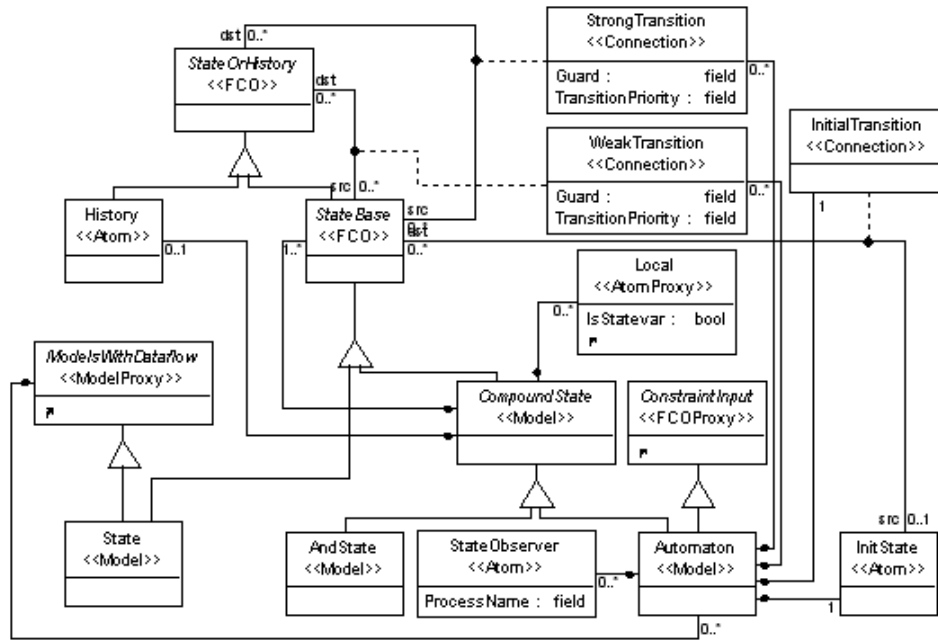 dst 0..*
StrongTransition
<<Connection>>
Guard : field
TransitionPriority : field
0..*
StateOrHistory
<<FCO>>
dst
0..*
InitialTransition
<<Connection>>
1
WeakTransition
<<Connection>>
Guard : field
TransitionPriority : field
0..*
src 0..*
History
<<Atom>>
0..1
StateBase
<<FCO>>
1..*
src
0..*
dst
0..*
Local
<<AtomProxy>>
IsStatevar : bool
0..*
ModelsWithDataflow
<<ModelProxy>>
CompoundState
<<Model>>
ConstraintInput
<<FCOProxy>>
src 0..1
State
<<Model>>
AndState
<<Model>>
StateObserver
<<Atom>>
ProcessName : field
0..*
Automaton
<<Model>>
InitState
<<Atom>>
1
0..*